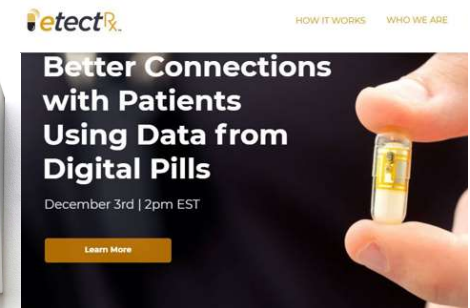 etectRx™
HOW IT WORKS WHO WE ARE
Better Connections
with Patients
Using Data from
Digital Pills
December 3rd | 2pm EST
Learn More